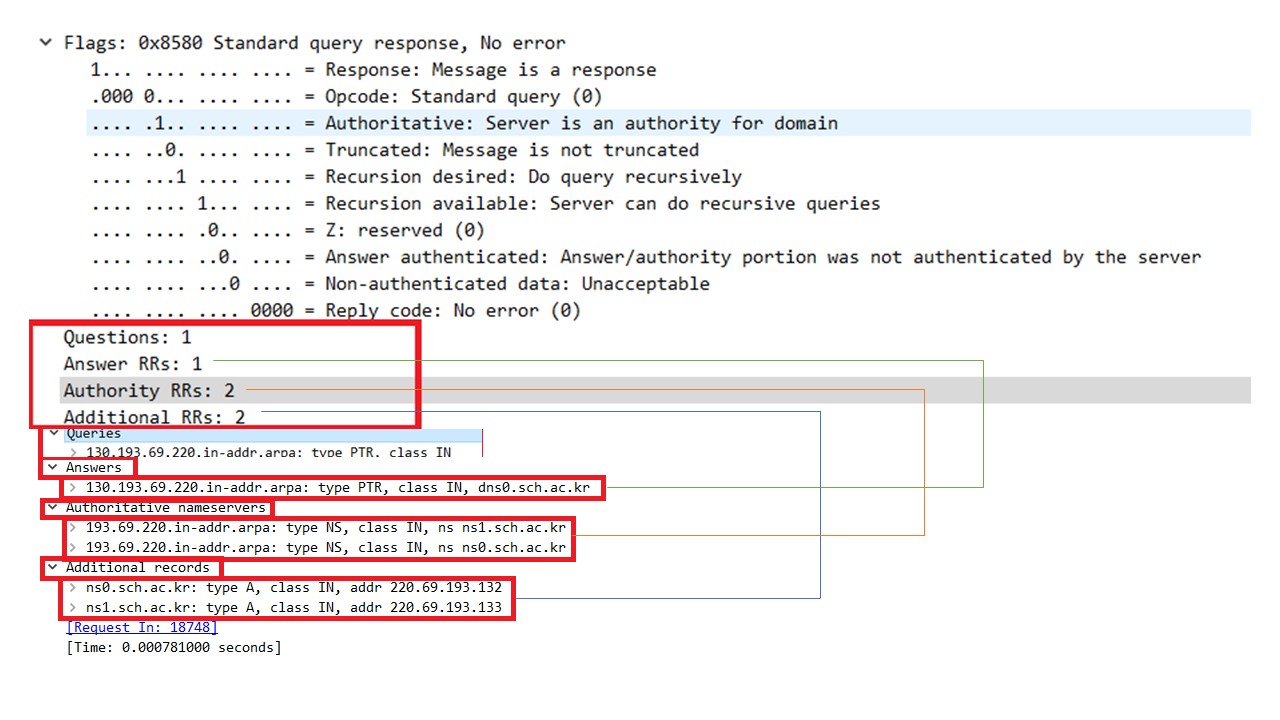 Flags: 0x8580 Standard query response, No error
1... .... .... .... = Response: Message is a response
.000 0... .... .... = Opcode: Standard query (0)
.... .1.. .... .... = Authoritative: Server is an authority for domain
.... ..0. .... .... = Truncated: Message is not truncated
.... ...1 .... .... = Recursion desired: Do query recursively
.... .... 1... .... = Recursion available: Server can do recursive queries
.... .... .0.. .... = Z: reserved (0)
.... .... ..0. .... = Answer authenticated: Answer/authority portion was not authenticated by the server
.... .... ...0 .... = Non-authenticated data: Unacceptable
.... .... .... 0000 = Reply code: No error (0)
Questions: 1
Answer RRs: 1
Authority RRs: 2
Additional RRs: 2
Queries
130.193.69.220.in-addr.arpa: type PTR, class IN
Answers
130.193.69.220.in-addr.arpa: type PTR, class IN, dns0.sch.ac.kr
Authoritative nameservers
193.69.220.in-addr.arpa: type NS, class IN, ns ns1.sch.ac.kr
193.69.220.in-addr.arpa: type NS, class IN, ns ns0.sch.ac.kr
Additional records
ns0.sch.ac.kr: type A, class IN, addr 220.69.193.132
ns1.sch.ac.kr: type A, class IN, addr 220.69.193.133
[Request In: 18748]
[Time: 0.000781000 seconds]